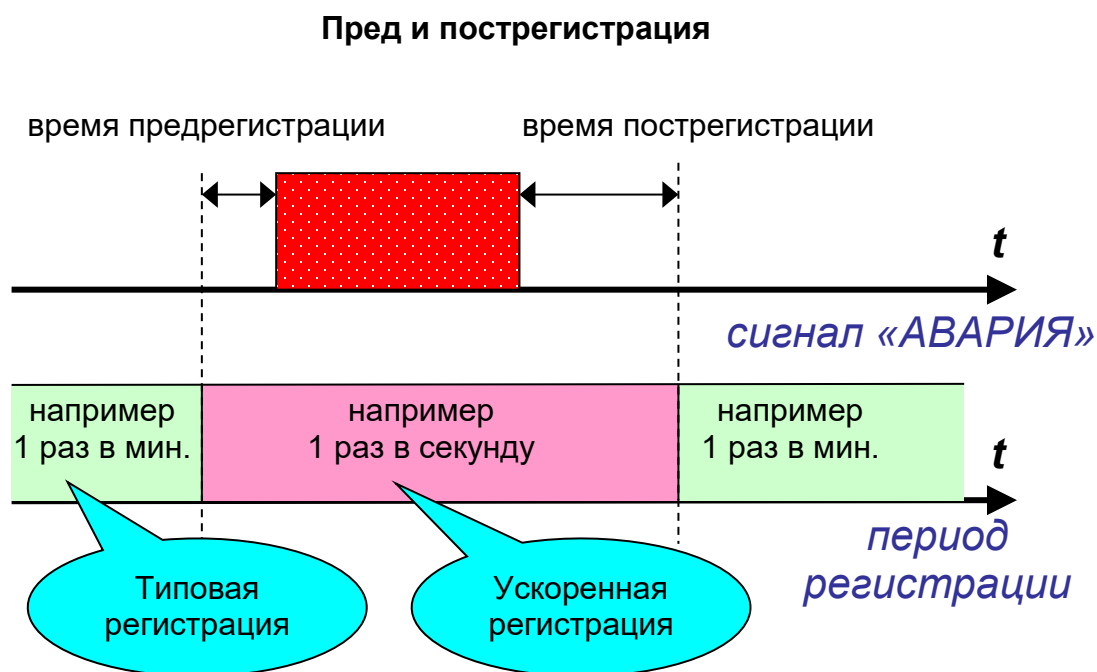 Пред и пострегистрация
время предрегистрации
время пострегистрации
t
сигнал «АВАРИЯ»
например
1 раз в мин.
например
1 раз в секунду
например
1 раз в мин.
t
период
регистрации
Типовая
регистрация
Ускоренная
регистрация